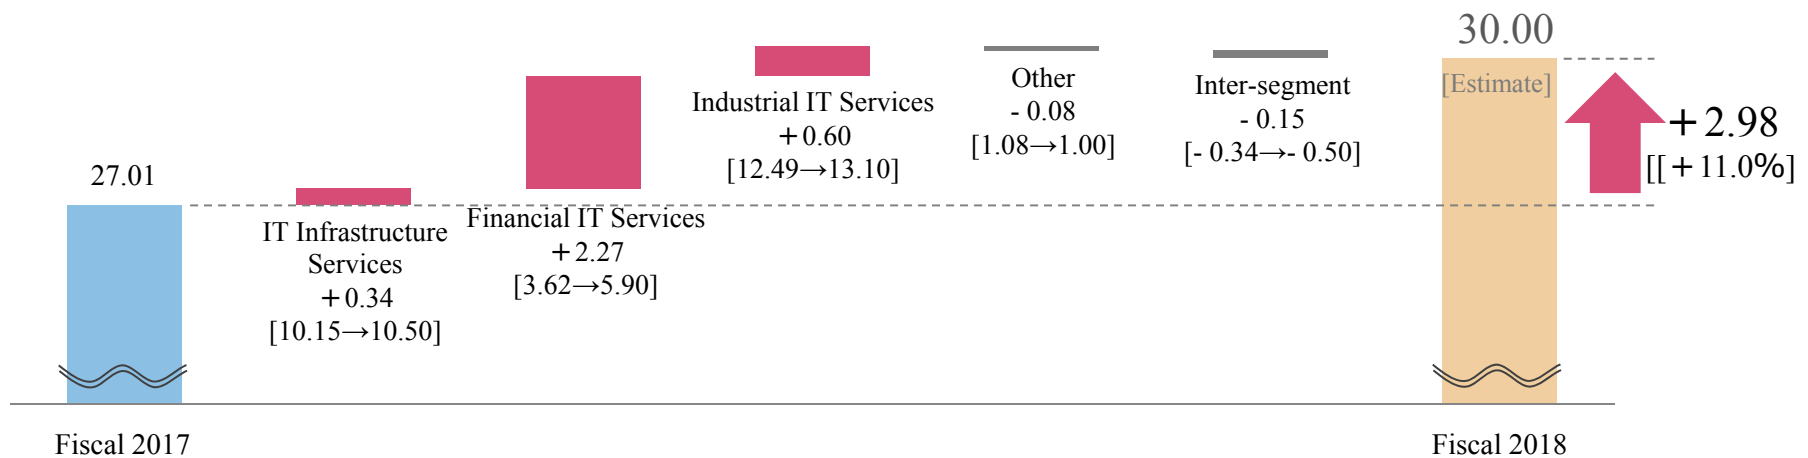 27.01
Fiscal 2017
IT Infrastructure
Services
+0.34
[10.15→10.50]
Financial IT Services
+2.27
[3.62→5.90]
Industrial IT Services
+0.60
[12.49→13.10]
Other
- 0.08
[1.08→1.00]
Inter-segment
- 0.15
[- 0.34→- 0.50]
30.00
[Estimate]
Fiscal 2018
+2.98
[[+11.0%]